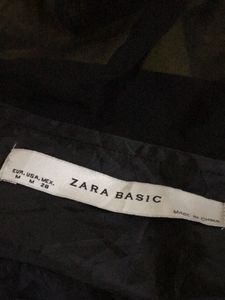 EUR. USA. MEX.
M M 28
ZARA BASIC
MADE IN CHINA